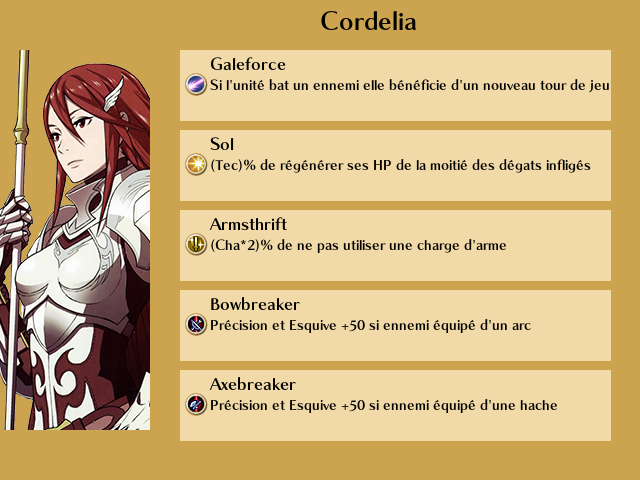 Cordelia
Galeforce
Si l'unité bat un ennemi elle bénéficie d'un nouveau tour de jeu
Sol
(Tec)% de régénérer ses HP de la moitié des dégats infligés
Armsthrift
(Cha*2)% de ne pas utiliser une charge d'arme
Bowbreaker
Précision et Esquive +50 si ennemi équipé d'un arc
Axebreaker
Précision et Esquive +50 si ennemi équipé d'une hache